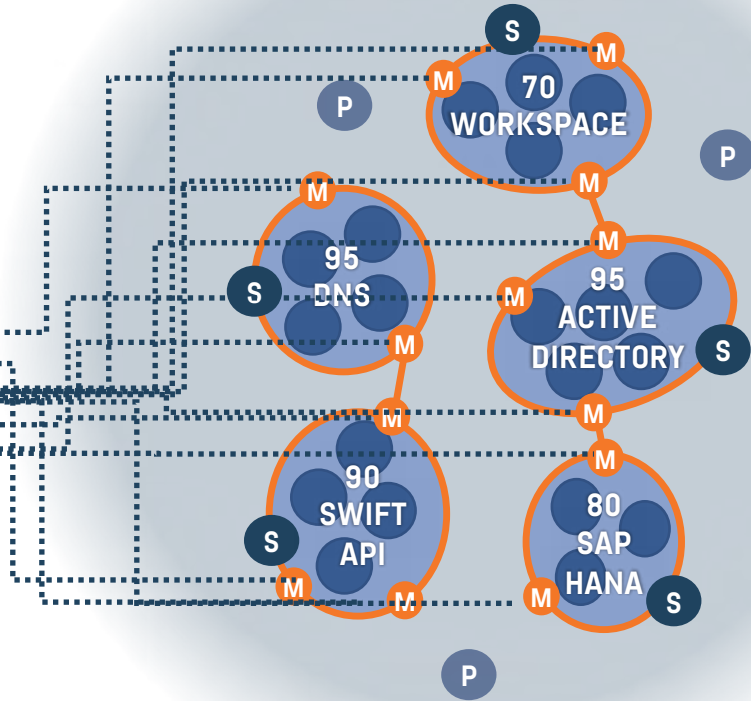 S
M
M
70
WORKSPACE
P
P
M
M
M
95
DNS
S
M
95
ACTIVE
DIRECTORY
M
S
M
M
M
M
90
SWIFT
API
S
M
M
80
SAP
HANA
M
S
P